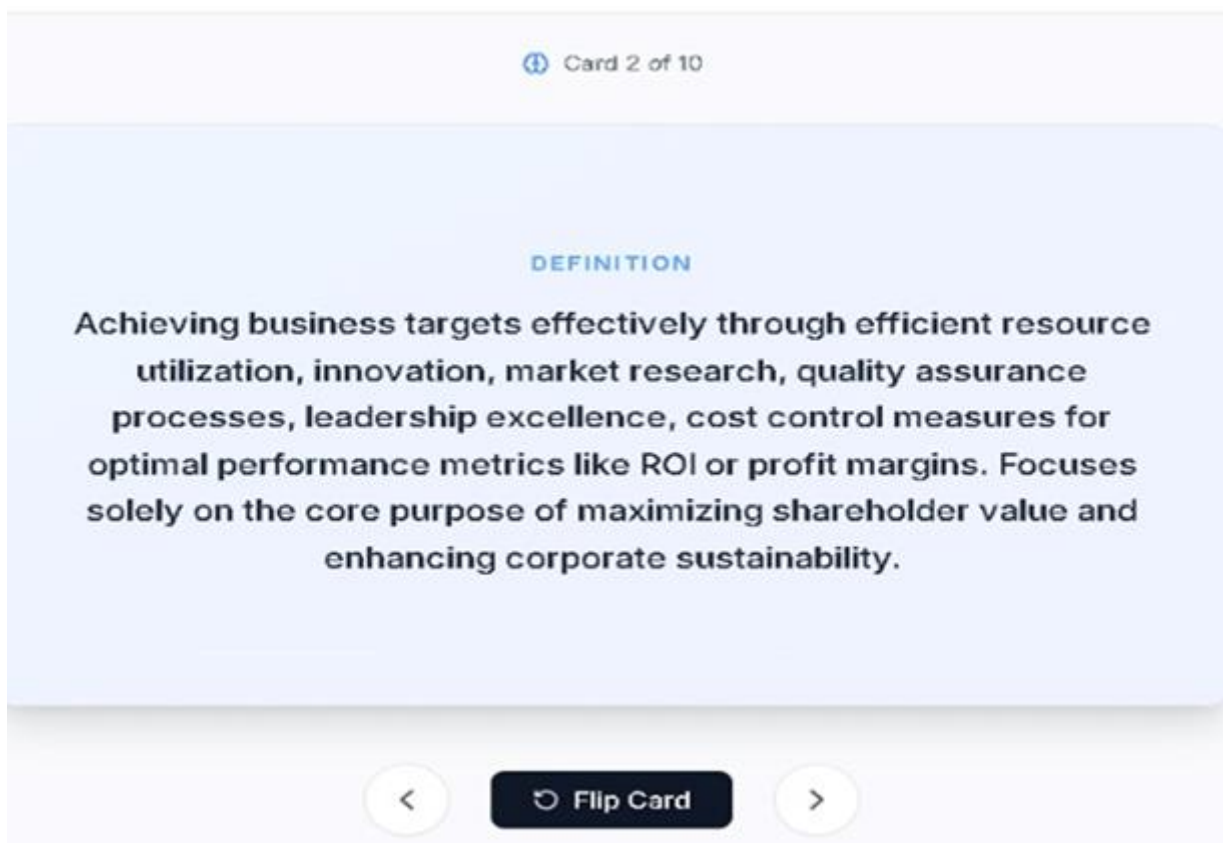 Card 2 of 10
DEFINITION
Achieving business targets effectively through efficient resource
utilization, innovation, market research, quality assurance
processes, leadership excellence, cost control measures for
optimal performance metrics like ROI or profit margins. Focuses
solely on the core purpose of maximizing shareholder value and
enhancing corporate sustainability.
Flip Card